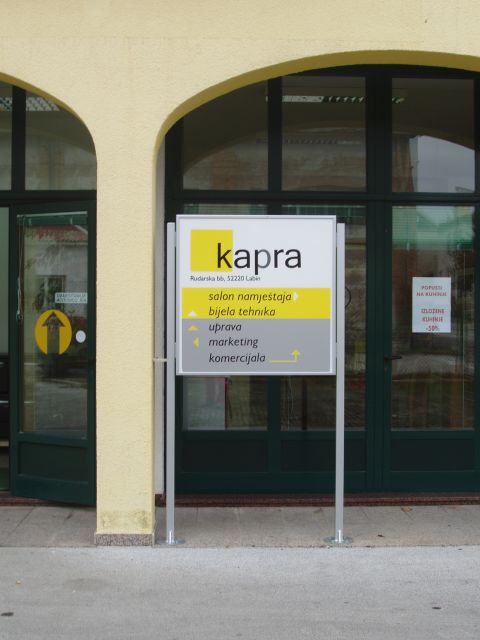 kapra
Rudarska bb, 52220 Labin
salon namještaja
bijela tehnika
uprava
marketing
komercijala
POPUSTI
NA KUHINJE
IZLOŽENE
KUHINJE
-50%